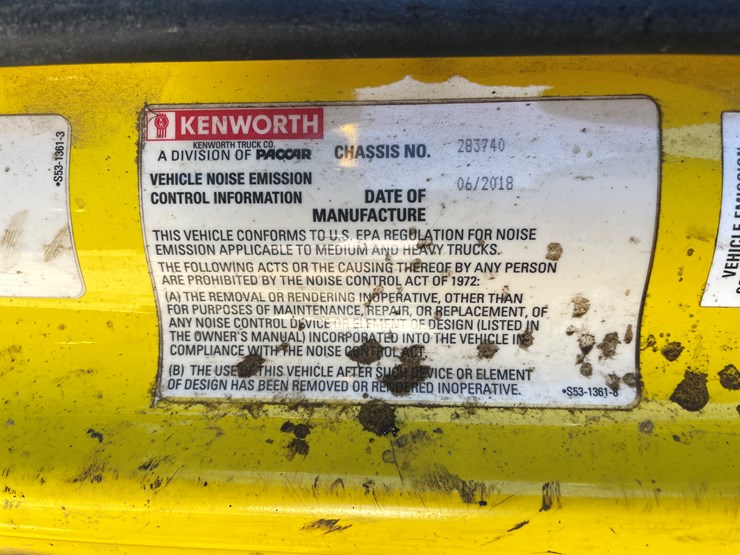 KENWORTH
KENWORTH TRUCK CO.
A DIVISION OF PACCAR
CHASSIS NO. 283740
VEHICLE NOISE EMISSION
CONTROL INFORMATION
DATE OF
MANUFACTURE
06/2018
THIS VEHICLE CONFORMS TO U.S. EPA REGULATION FOR NOISE
EMISSION APPLICABLE TO MEDIUM AND HEAVY TRUCKS.
THE FOLLOWING ACTS OR THE CAUSING THEREOF BY ANY PERSON
ARE PROHIBITED BY THE NOISE CONTROL ACT OF 1972:
(A) THE REMOVAL OR RENDERING INOPERATIVE, OTHER THAN
FOR PURPOSES OF MAINTENANCE, REPAIR, OR REPLACEMENT, OF
ANY NOISE CONTROL DEVICE OR ELEMENT OF DESIGN (LISTED IN
THE OWNER'S MANUAL) INCORPORATED INTO THE VEHICLE IN
COMPLIANCE WITH THE NOISE CONTROL ACT.
(B) THE USE OF THIS VEHICLE AFTER SUCH DEVICE OR ELEMENT
OF DESIGN HAS BEEN REMOVED OR RENDERED INOPERATIVE.
•S53-1361-8
•S53-1361-3
VEHICLE EMISSION